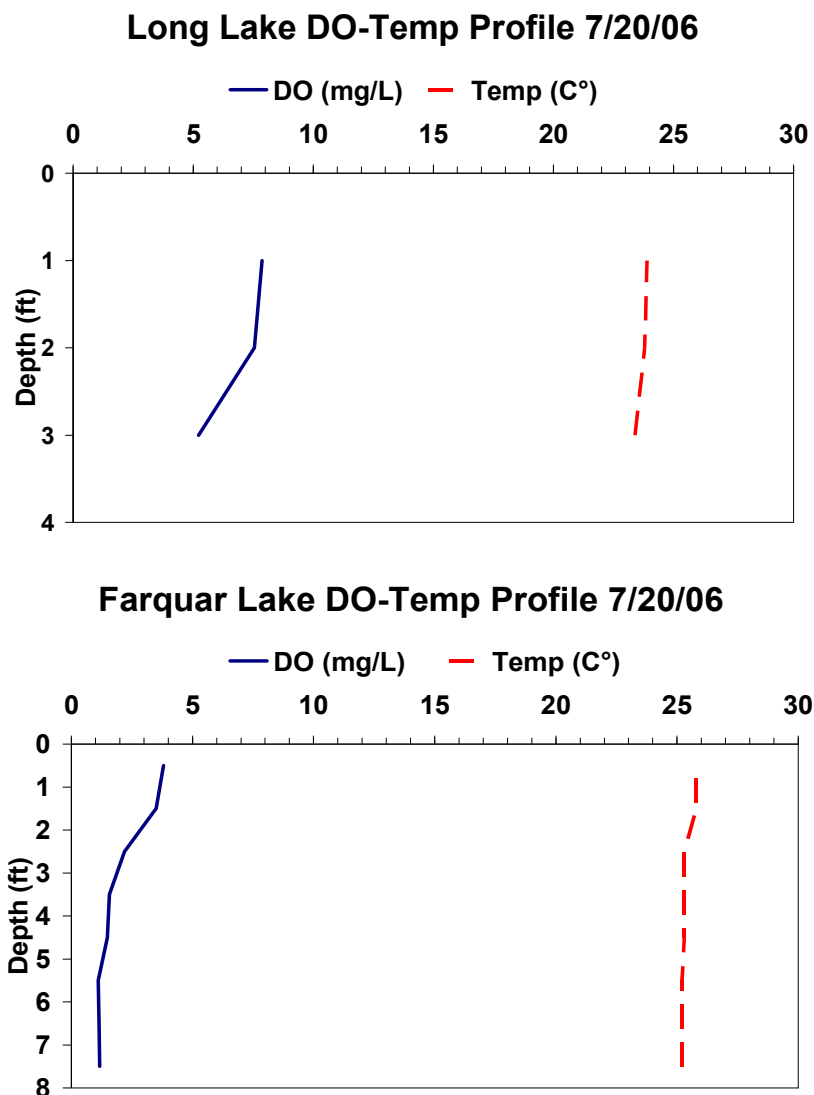 Long Lake DO-Temp Profile 7/20/06
DO (mg/L) Temp (C°)
0 5 10 15 20 25 30
0
1
2
3
4
Depth (ft)
Farquar Lake DO-Temp Profile 7/20/06
DO (mg/L) Temp (C°)
0 5 10 15 20 25 30
0
1
2
3
4
5
6
7
8
Depth (ft)